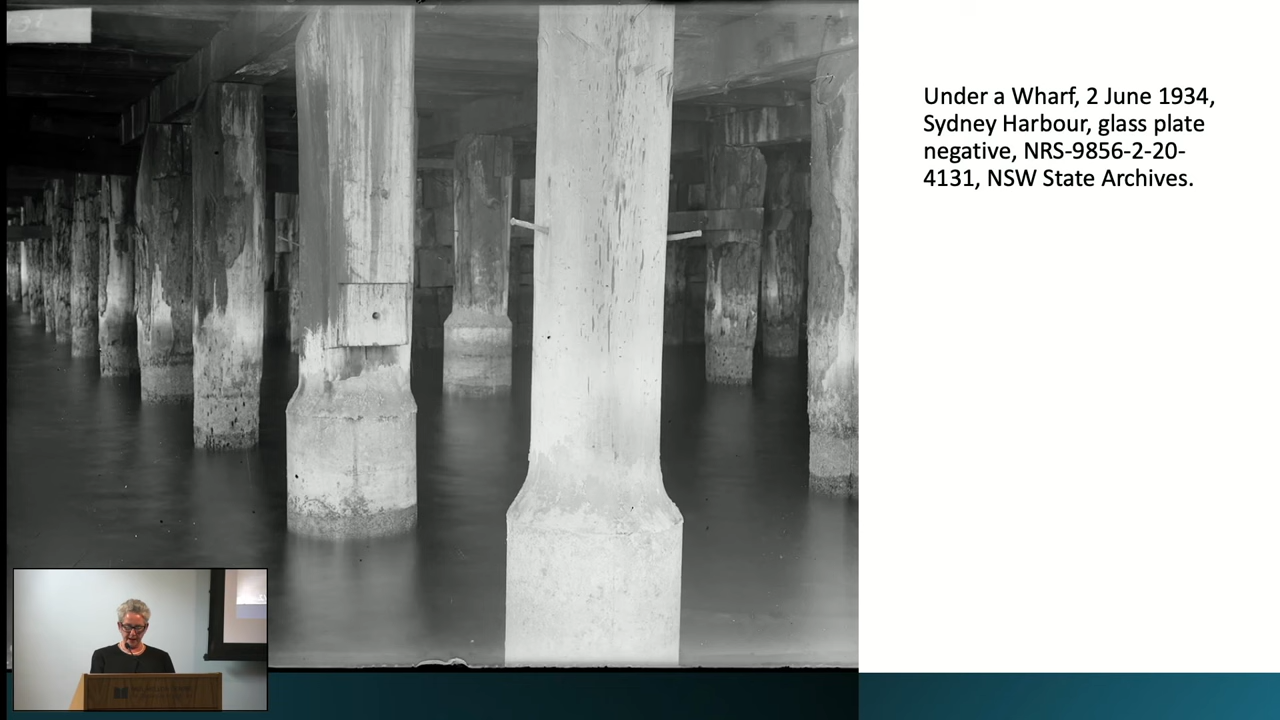 Under a Wharf, 2 June 1934,
Sydney Harbour, glass plate
negative, NRS-9856-2-20-
4131, NSW State Archives.